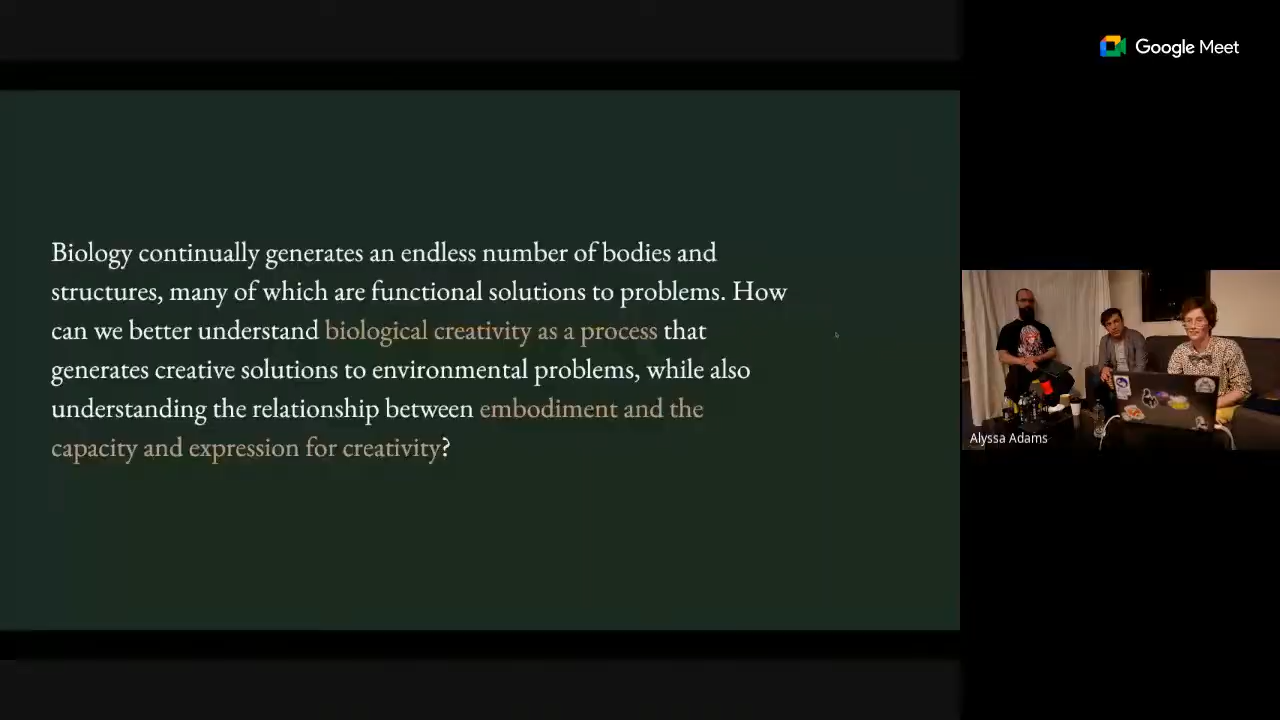 Google Meet
Biology continually generates an endless number of bodies and
structures, many of which are functional solutions to problems. How
can we better understand biological creativity as a process that
generates creative solutions to environmental problems, while also
understanding the relationship between embodiment and the
capacity and expression for creativity?
Alyssa Adams